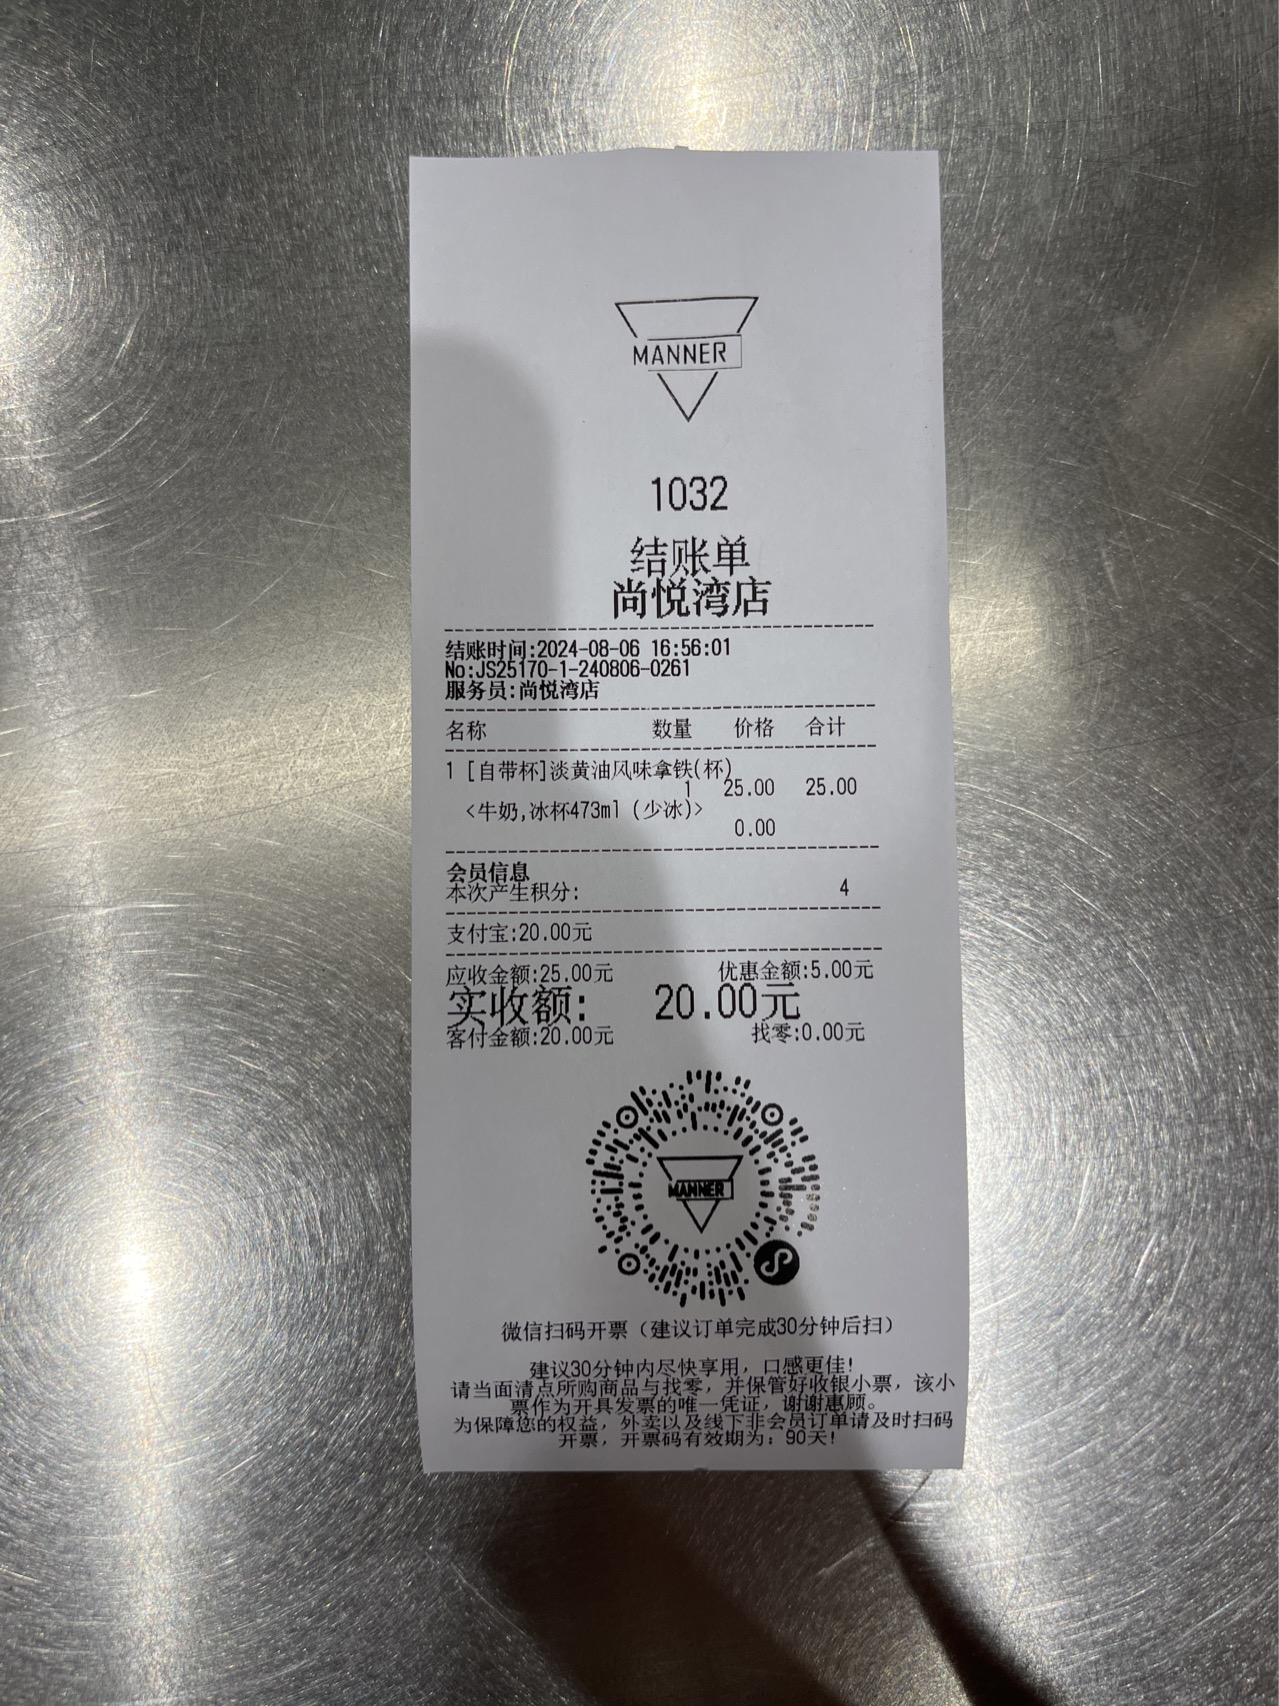 MANNER
1032
结账单
尚悦湾店
结账时间:2024-08-06 16:56:01
No:JS25170-1-240806-0261
服务员:尚悦湾店
名称 数量 价格 合计
1 [自带杯]淡黄油风味拿铁(杯)
1 25.00 25.00
<牛奶,冰杯473ml (少冰)>
0.00
会员信息
本次产生积分: 4
支付宝:20.00元
应收金额:25.00元 优惠金额:5.00元
实收额: 20.00元
客付金额:20.00元 找零:0.00元
MANNER
微信扫码开票（建议订单完成30分钟后扫）
建议30分钟内尽快享用，口感更佳!
请当面清点所购商品与找零，并保管好收银小票，该小
票作为开具发票的唯一凭证，谢谢惠顾。
为保障您的权益，外卖以及线下非会员订单请及时扫码
开票，开票码有效期为：90天!